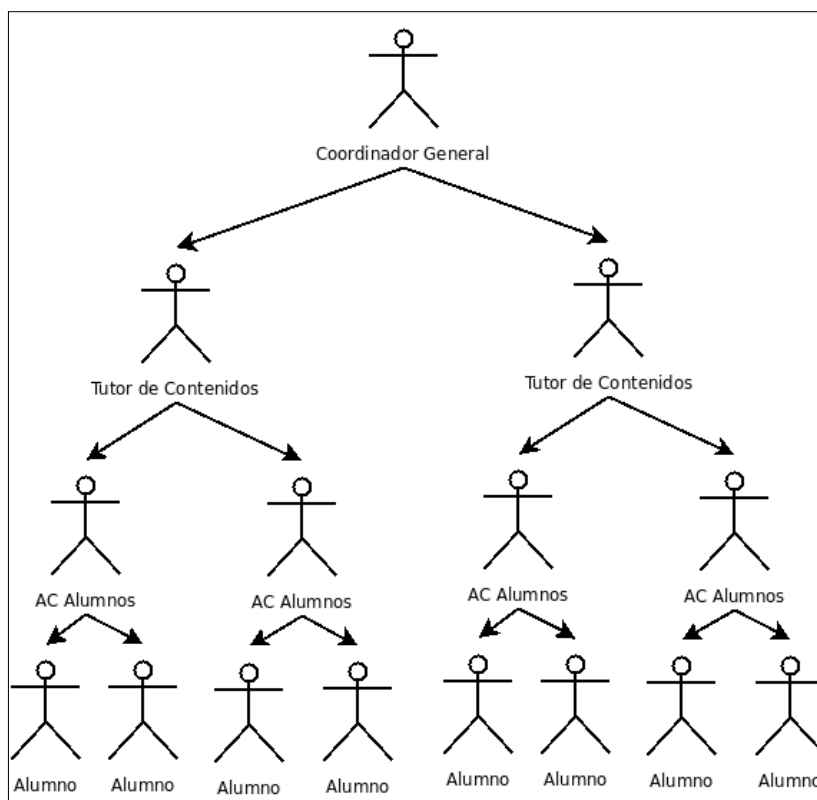 Coordinador General
Tutor de Contenidos
Tutor de Contenidos
AC Alumnos
AC Alumnos
AC Alumnos
AC Alumnos
Alumno
Alumno
Alumno
Alumno
Alumno
Alumno
Alumno
Alumno